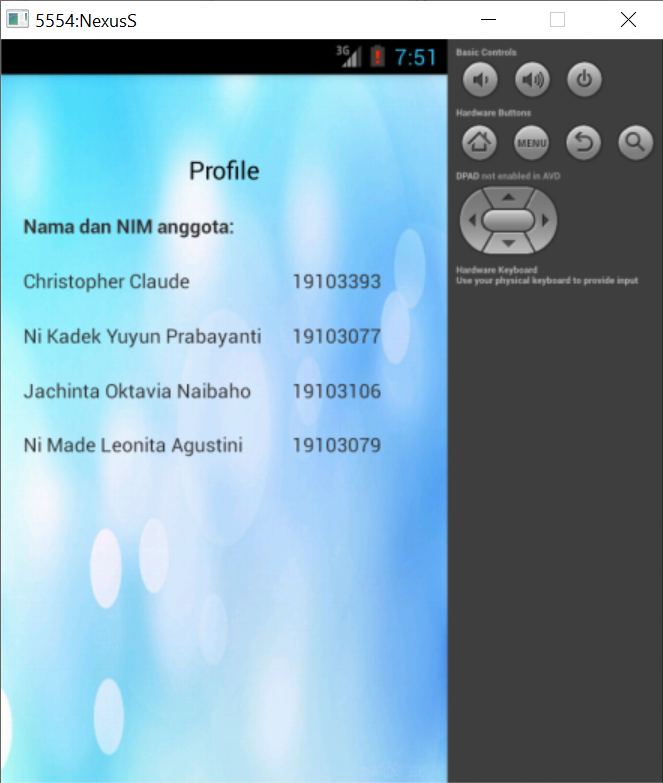 5554:NexusS
3G 7:51
Profile
Nama dan NIM anggota:
Christopher Claude 19103393
Ni Kadek Yuyun Prabayanti 19103077
Jachinta Oktavia Naibaho 19103106
Ni Made Leonita Agustini 19103079
Basic Controls
Hardware Buttons
MENU
DPAD not enabled in AVD
Hardware Keyboard
Use your physical keyboard to provide input